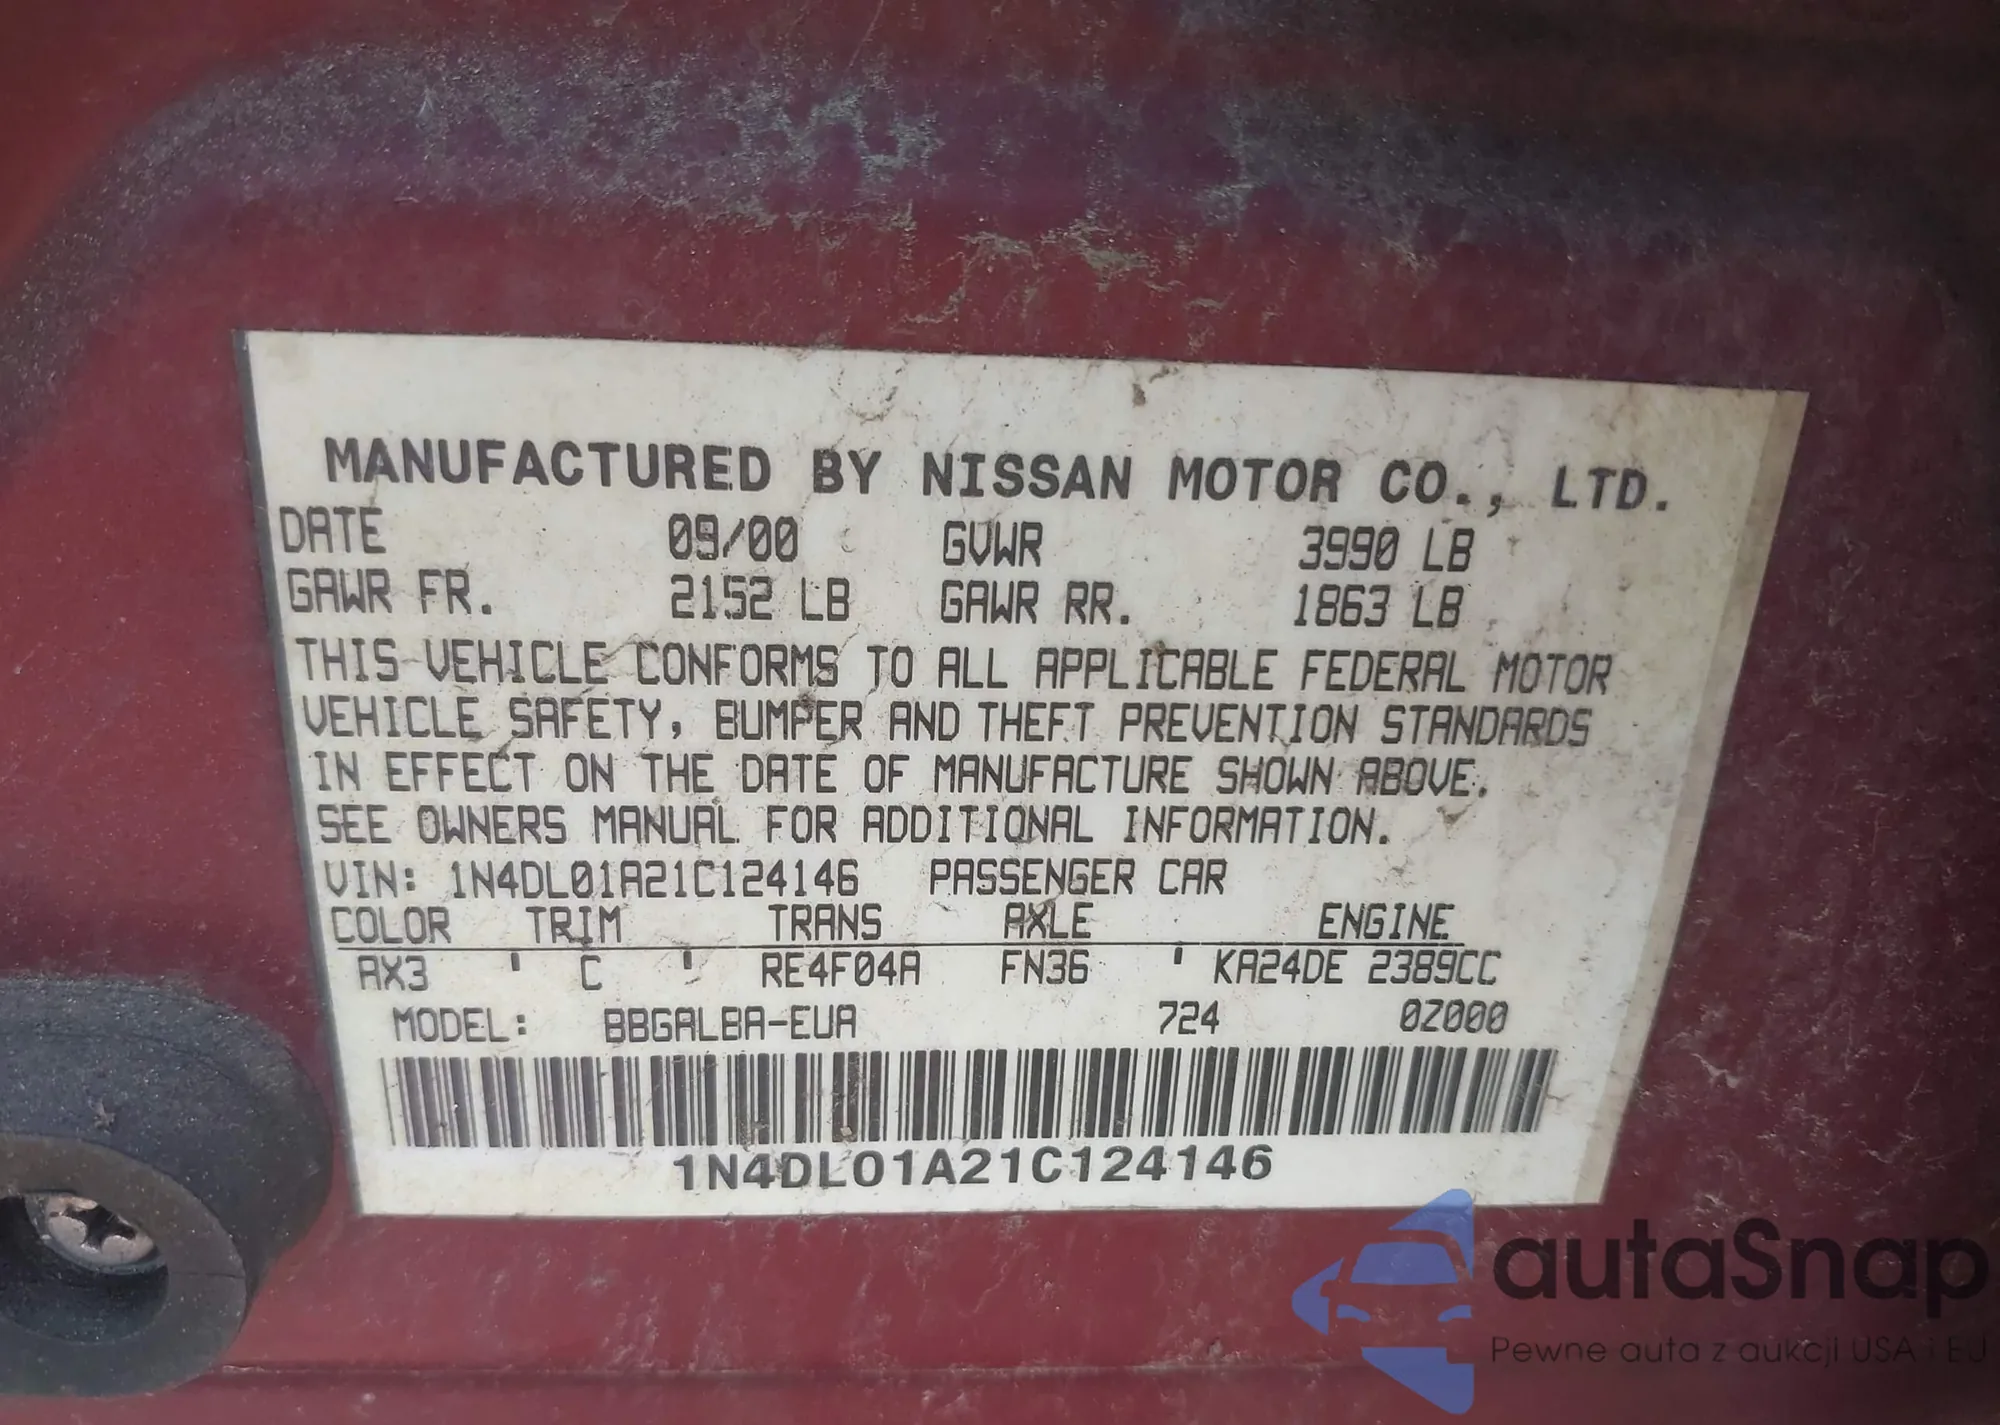 MANUFACTURED BY NISSAN MOTOR CO., LTD.
DATE 09/00 GVWR 3990 LB
GAWR FR. 2152 LB GAWR RR. 1863 LB
THIS VEHICLE CONFORMS TO ALL APPLICABLE FEDERAL MOTOR
VEHICLE SAFETY, BUMPER AND THEFT PREVENTION STANDARDS
IN EFFECT ON THE DATE OF MANUFACTURE SHOWN ABOVE.
SEE OWNERS MANUAL FOR ADDITIONAL INFORMATION.
VIN: 1N4DL01A21C124146 PASSENGER CAR
COLOR TRIM TRANS AXLE ENGINE
AX3 ' C ' RE4F04A FN36 ' KA24DE 2389CC
MODEL: BBGALBA-EUA 724 0Z000
1N4DL01A21C124146
autaSnap
Pewne auta z aukcji USA i EU